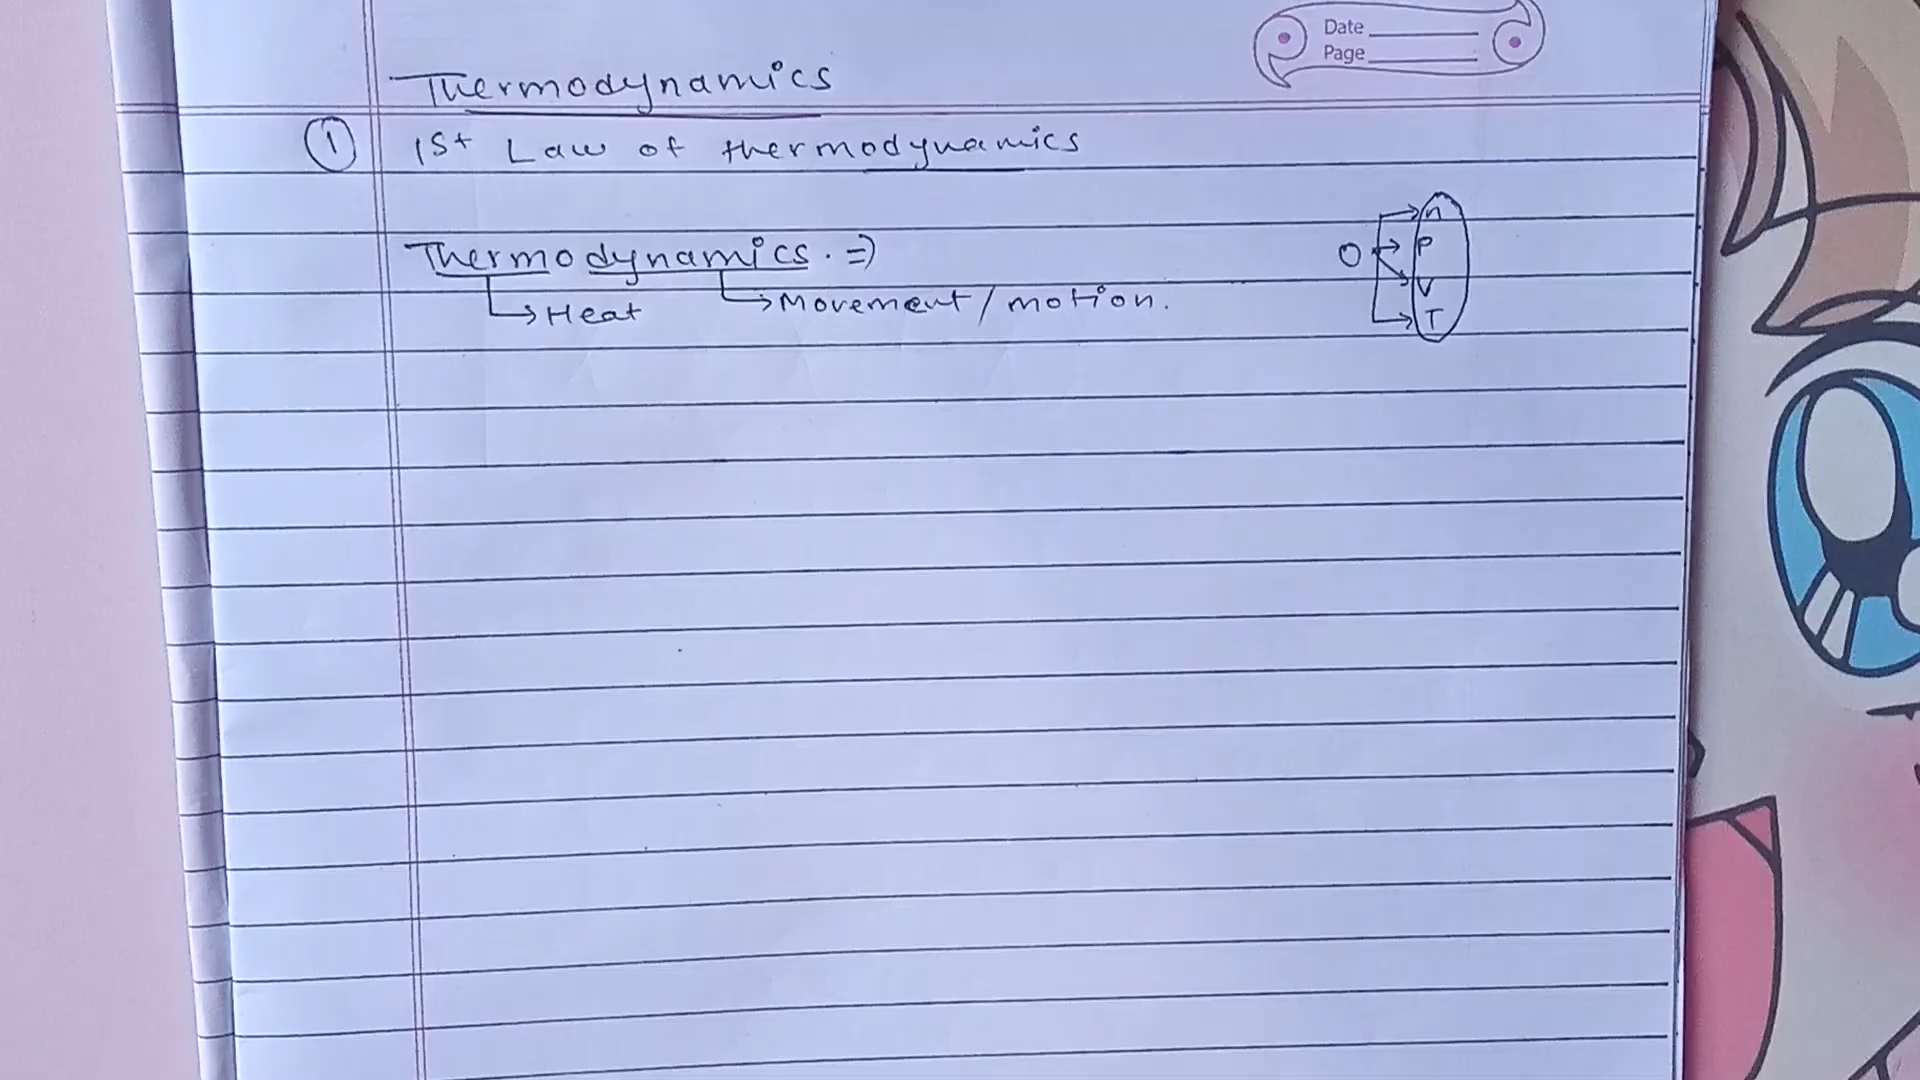 Date
Page
Thermodynamics
① 1st Law of thermodynamics
Thermodynamics. ⇒
→ Heat
→ Movement / motion.
O → n
→ P
→ V
→ T